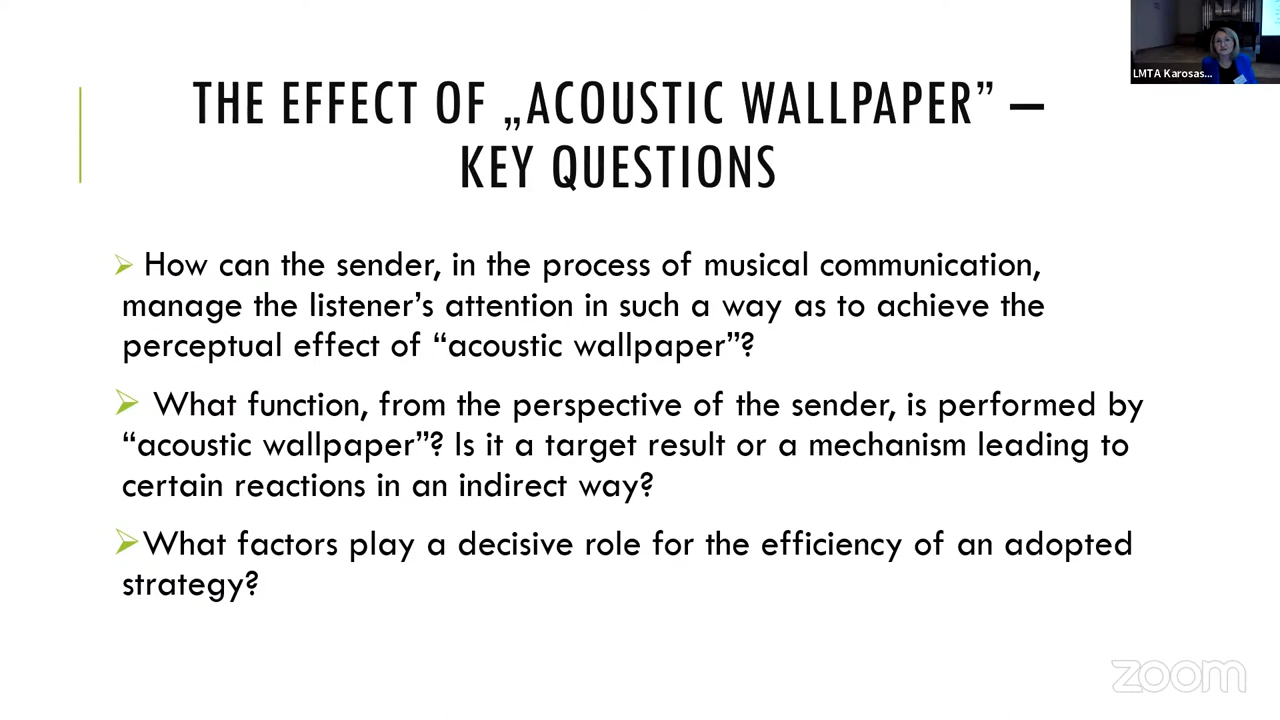 LMTA Karosas...
THE EFFECT OF „ACOUSTIC WALLPAPER” –
KEY QUESTIONS
How can the sender, in the process of musical communication,
manage the listener’s attention in such a way as to achieve the
perceptual effect of “acoustic wallpaper”?
What function, from the perspective of the sender, is performed by
“acoustic wallpaper”? Is it a target result or a mechanism leading to
certain reactions in an indirect way?
What factors play a decisive role for the efficiency of an adopted
strategy?
zoom